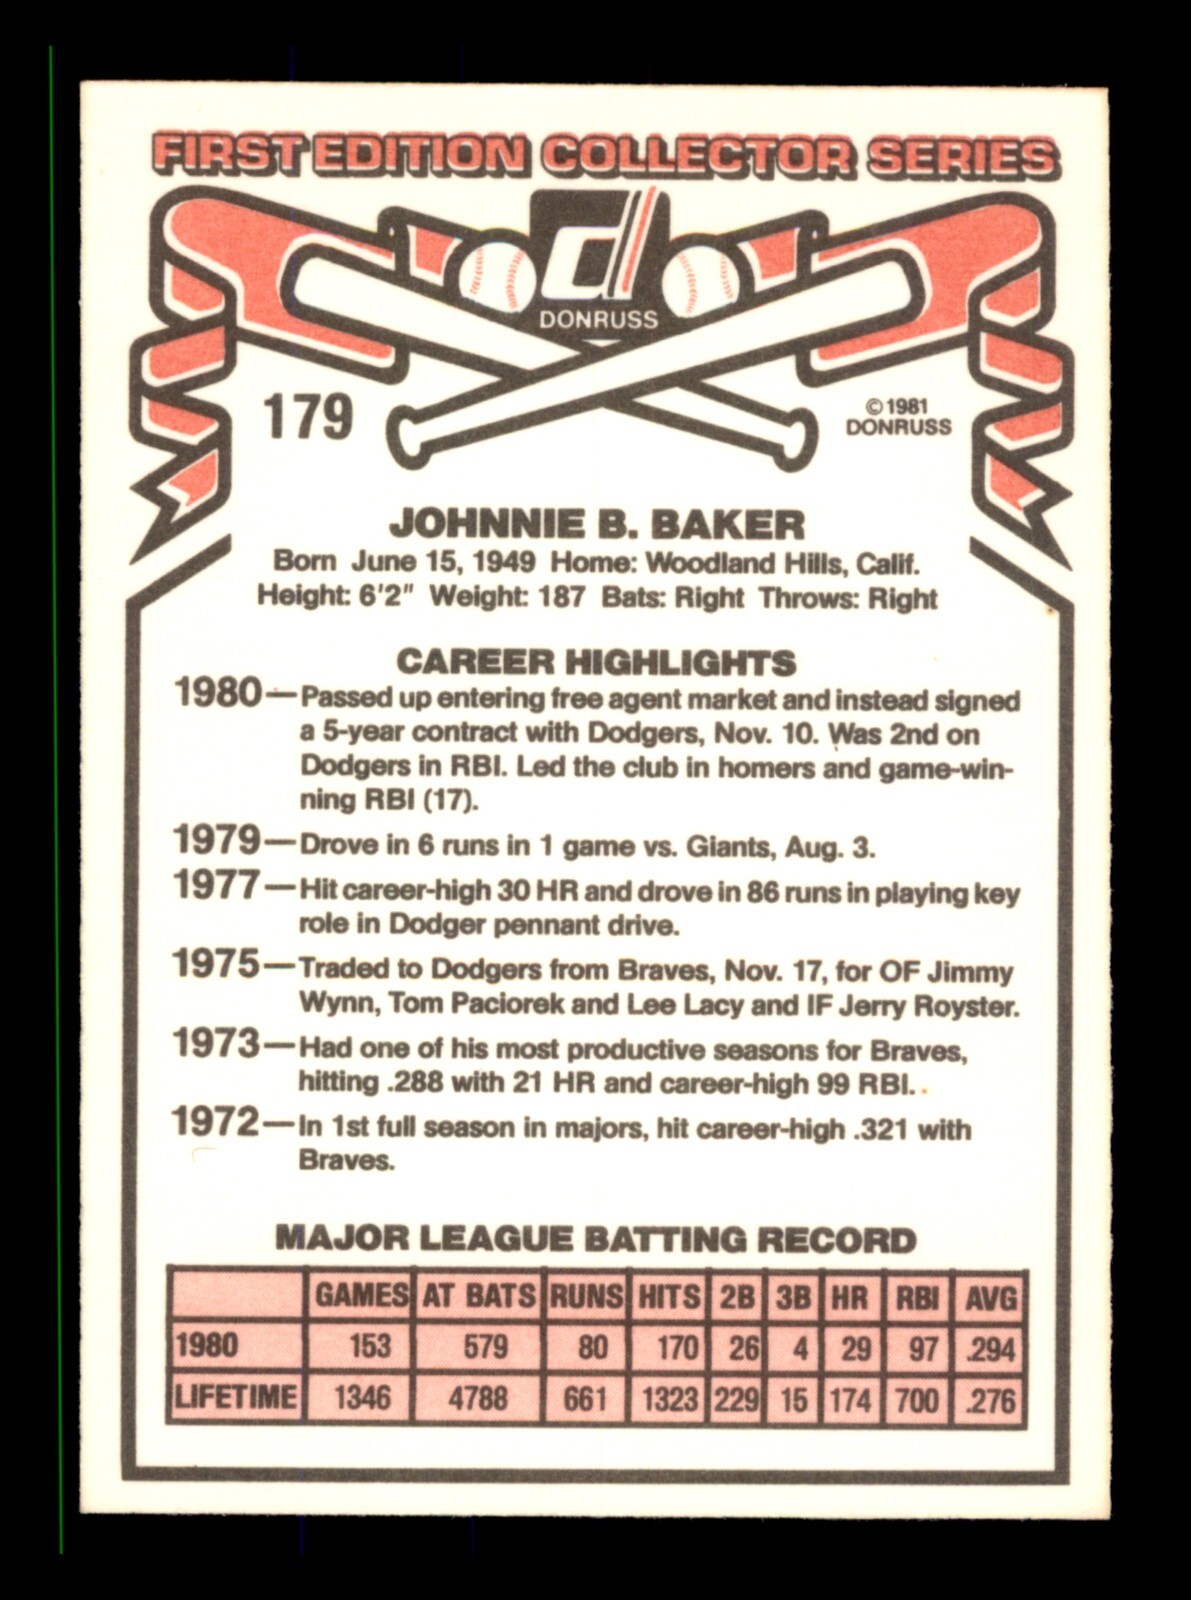 FIRST EDITION COLLECTOR SERIES
d
DONRUSS
179
©1981
DONRUSS
JOHNNIE B. BAKER
Born June 15, 1949 Home: Woodland Hills, Calif.
Height: 6'2" Weight: 187 Bats: Right Throws: Right
CAREER HIGHLIGHTS
1980—Passed up entering free agent market and instead signed
a 5-year contract with Dodgers, Nov. 10. Was 2nd on
Dodgers in RBI. Led the club in homers and game-win-
ning RBI (17).
1979—Drove in 6 runs in 1 game vs. Giants, Aug. 3.
1977—Hit career-high 30 HR and drove in 86 runs in playing key
role in Dodger pennant drive.
1975—Traded to Dodgers from Braves, Nov. 17, for OF Jimmy
Wynn, Tom Paciorek and Lee Lacy and IF Jerry Royster.
1973—Had one of his most productive seasons for Braves,
hitting .288 with 21 HR and career-high 99 RBI.
1972—In 1st full season in majors, hit career-high .321 with
Braves.
MAJOR LEAGUE BATTING RECORD
GAMES AT BATS RUNS HITS 2B 3B HR RBI AVG
1980 153 579 80 170 26 4 29 97 .294
LIFETIME 1346 4788 661 1323 229 15 174 700 .276